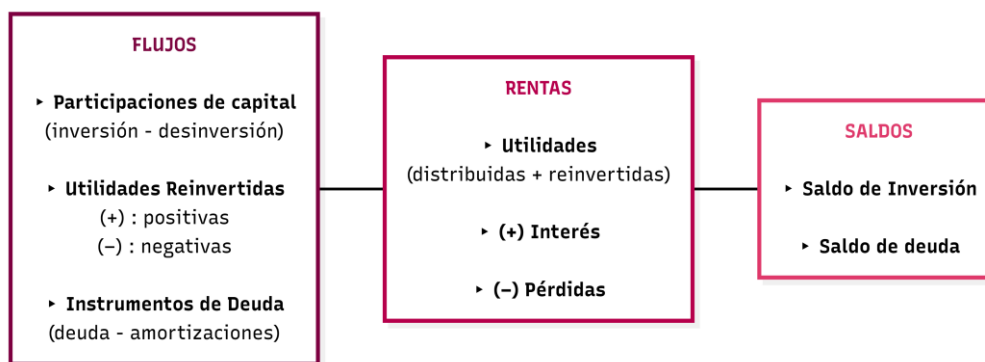 FLUJOS
‣ Participaciones de capital
(inversión - desinversión)
‣ Utilidades Reinvertidas
(+) : positivas
(–) : negativas
‣ Instrumentos de Deuda
(deuda - amortizaciones)
RENTAS
‣ Utilidades
(distribuidas + reinvertidas)
‣ (+) Interés
‣ (–) Pérdidas
SALDOS
‣ Saldo de Inversión
‣ Saldo de deuda